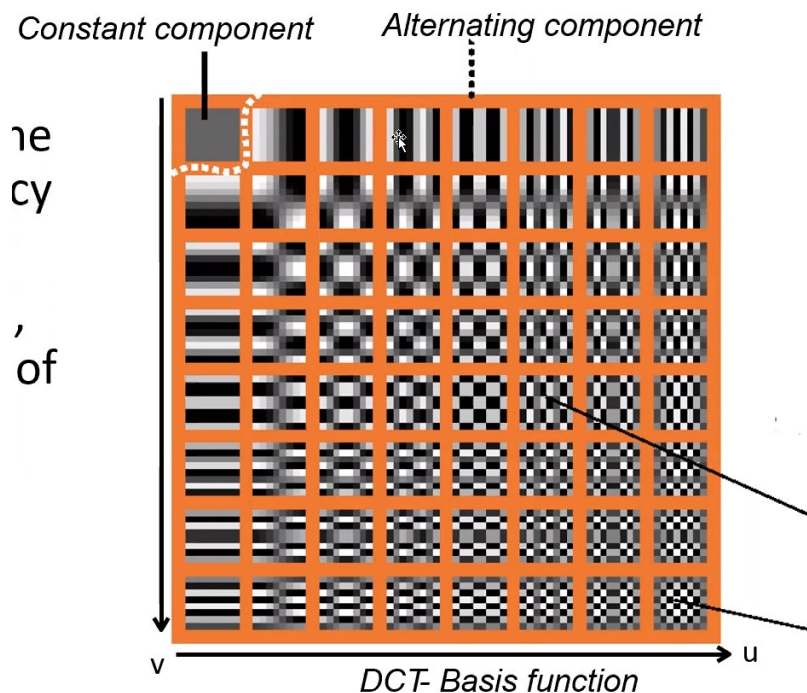 Constant component
Alternating component
ne
cy
,
of
v
u
DCT- Basis function